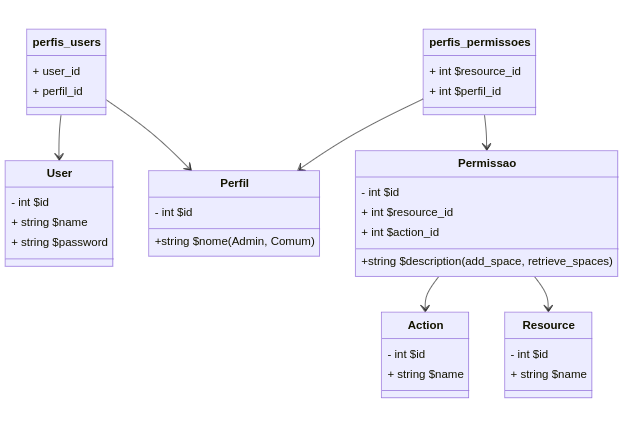 perfis_users
+ user_id
+ perfil_id
perfis_permissoes
+ int $resource_id
+ int $perfil_id
User
- int $id
+ string $name
+ string $password
Perfil
- int $id
+string $nome(Admin, Comum)
Permissao
- int $id
+ int $resource_id
+ int $action_id
+string $description(add_space, retrieve_spaces)
Action
- int $id
+ string $name
Resource
- int $id
+ string $name